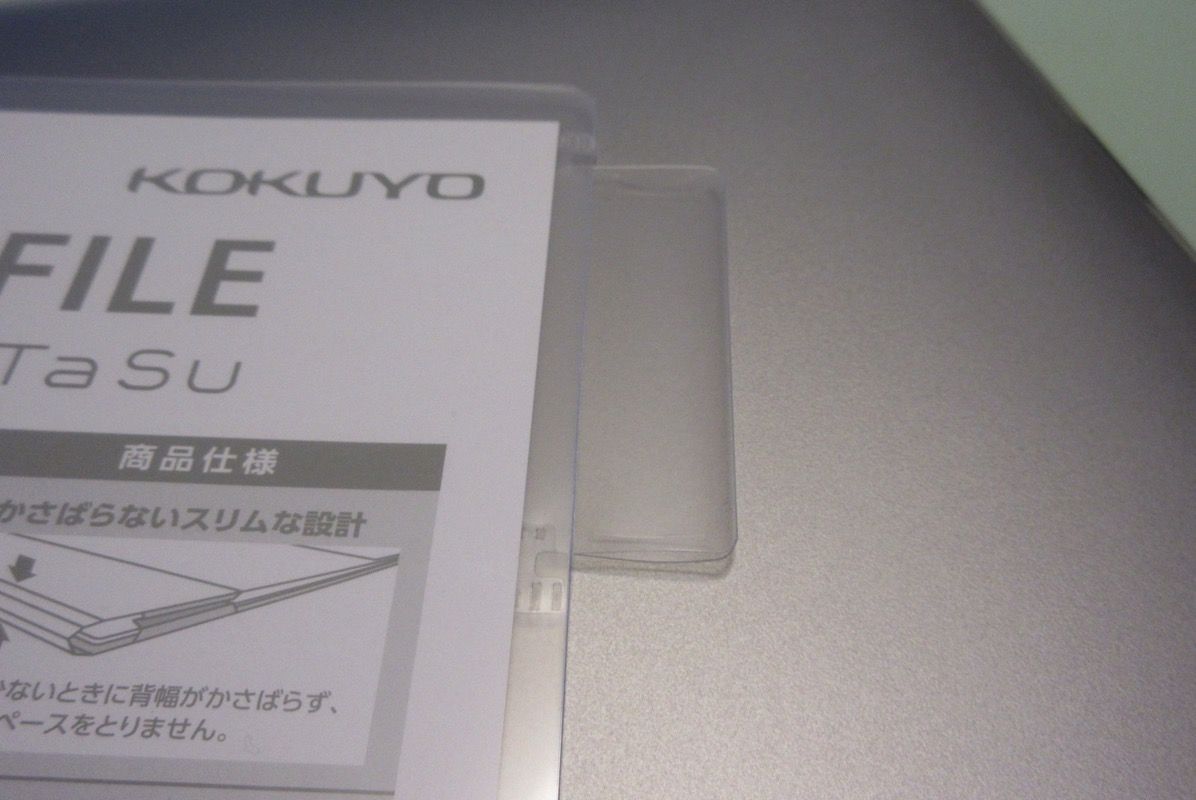 KOKUYO
FILE
TaSu
商品仕様
かさばらないスリムな設計
ないときに背幅がかさばらず、
ペースをとりません。